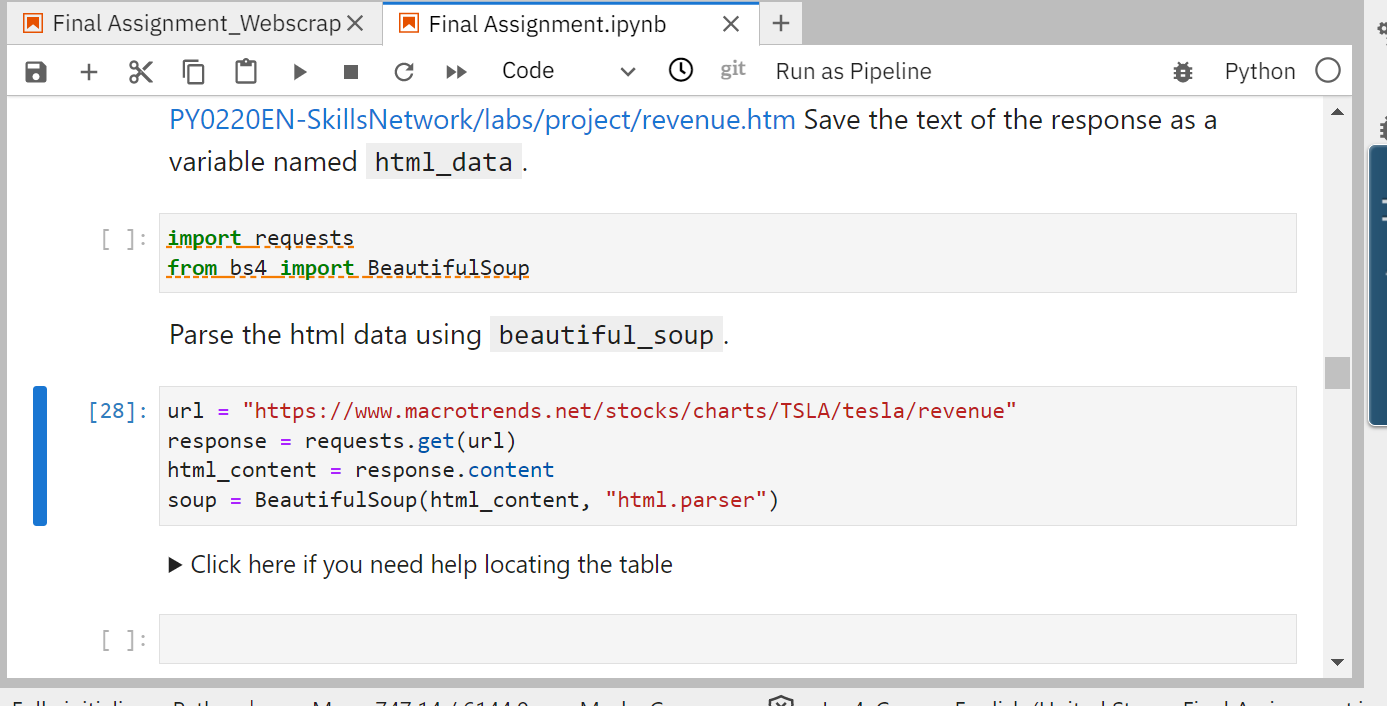 Final Assignment_Webscrap
Final Assignment.ipynb
Code
git
Run as Pipeline
Python
PY0220EN-SkillsNetwork/labs/project/revenue.htm Save the text of the response as a
variable named html_data.
[ ]:
import requests
from bs4 import BeautifulSoup
Parse the html data using beautiful_soup.
[28]:
url = "https://www.macrotrends.net/stocks/charts/TSLA/tesla/revenue"
response = requests.get(url)
html_content = response.content
soup = BeautifulSoup(html_content, "html.parser")
Click here if you need help locating the table
[ ]: